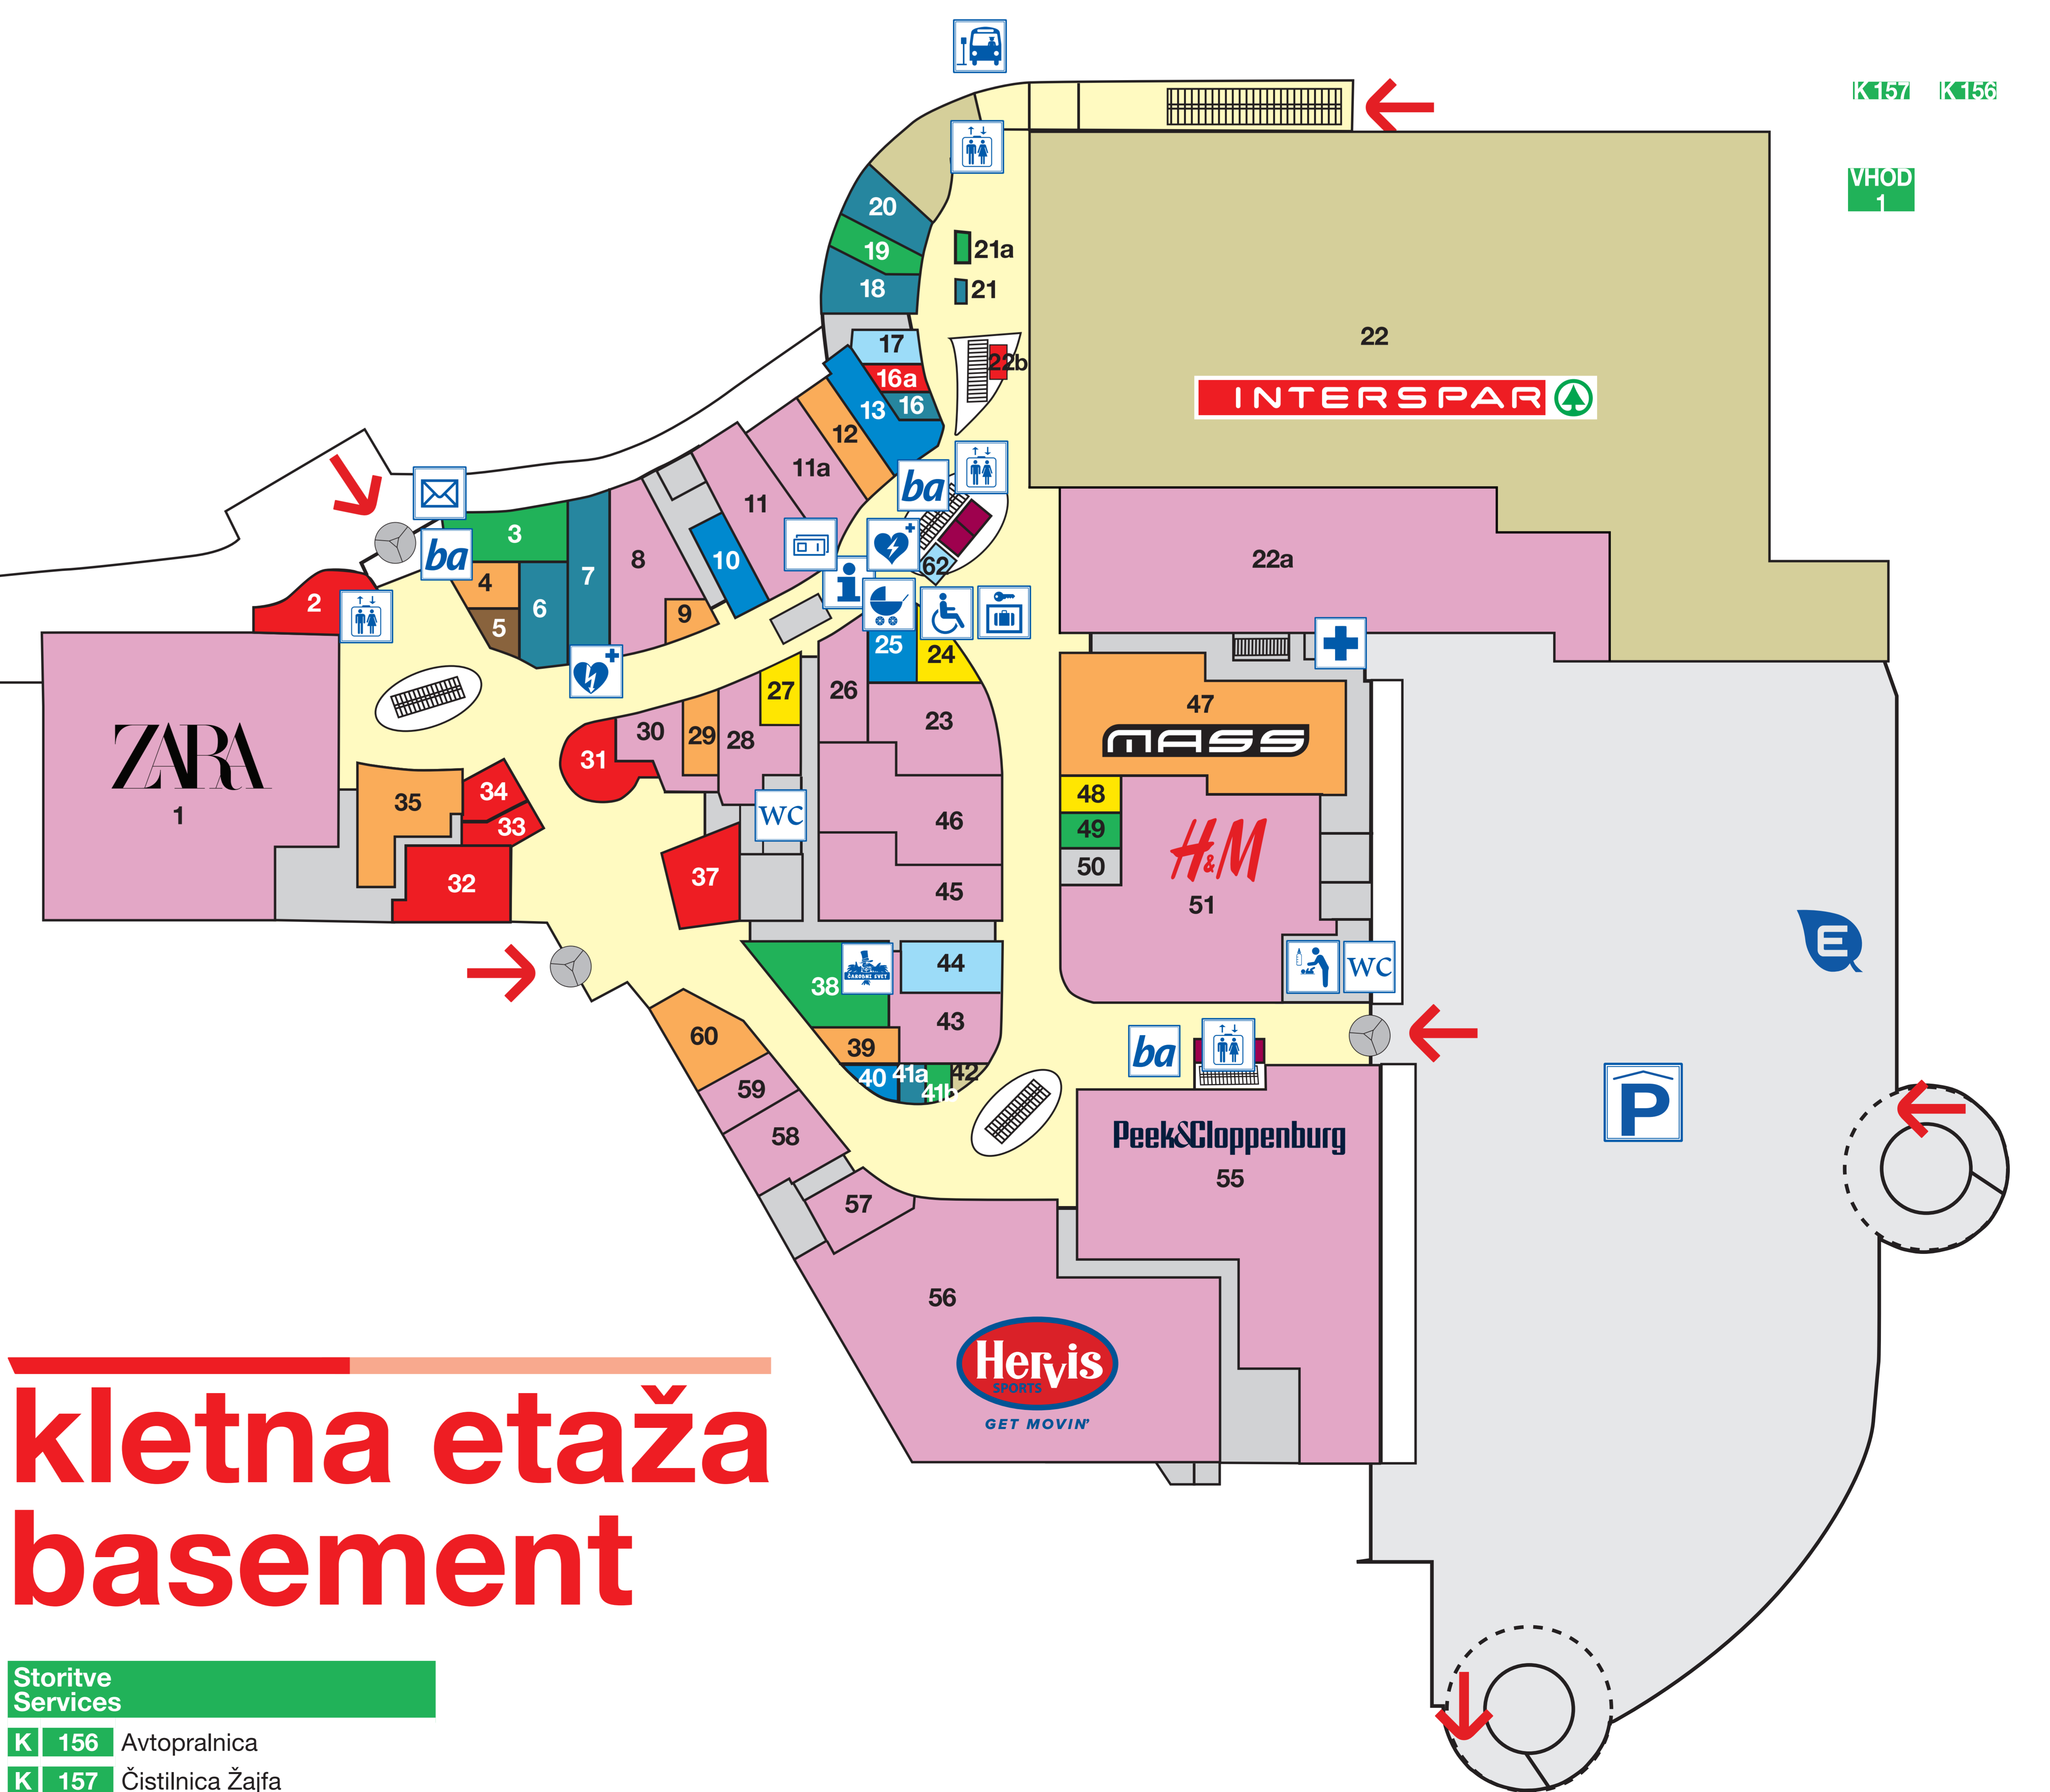 K 157
K 156
VHOD
1
20
19
21a
18
21
17
22b
16a
16
13
12
22
INTERSPAR
11a
11
ba
3
ba
8
10
7
4
62
22a
6
9
2
5
25
24
26
27
47
MASS
23
30
29
28
31
ZARA
1
34
35
33
WC
48
49
50
46
H&M
51
37
32
45
44
ČAROBNI SVET
38
WC
E
43
60
39
ba
40
41a
41b
42
59
P
58
Peek&Cloppenburg
55
57
56
Hervis
SPORTS
GET MOVIN'
kletna etaža
basement
Storitve
Services
K 156 Avtopralnica
K 157 Čistilnica Žajfa